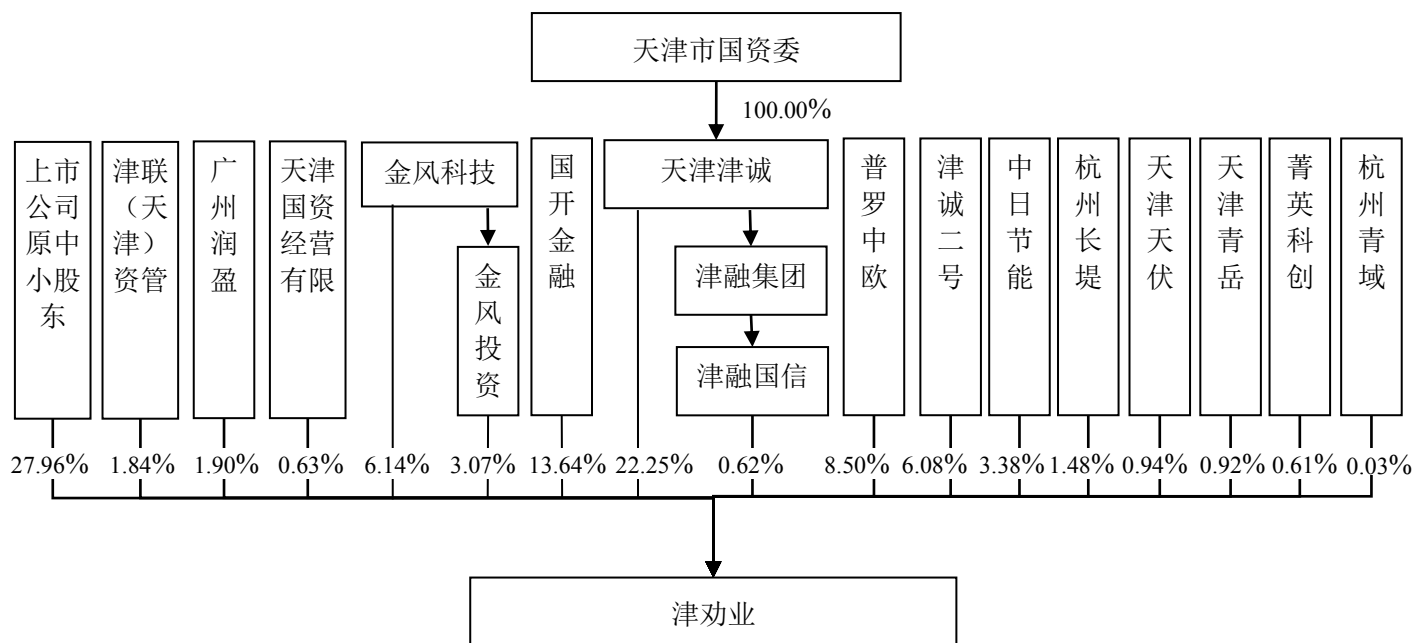 天津市国资委
100.00%
上市
公司
原中
小股
东
津联
（天
津）
资管
广
州
润
盈
天津
国资
经营
有限
金风科技
金
风
投
资
国
开
金
融
天津津诚
津融集团
津融国信
普
罗
中
欧
津
诚
二
号
中
日
节
能
杭
州
长
堤
天
津
天
伏
天
津
青
岳
菁
英
科
创
杭
州
青
域
27.96%
1.84%
1.90%
0.63%
6.14%
3.07%
13.64%
22.25%
0.62%
8.50%
6.08%
3.38%
1.48%
0.94%
0.92%
0.61%
0.03%
津劝业